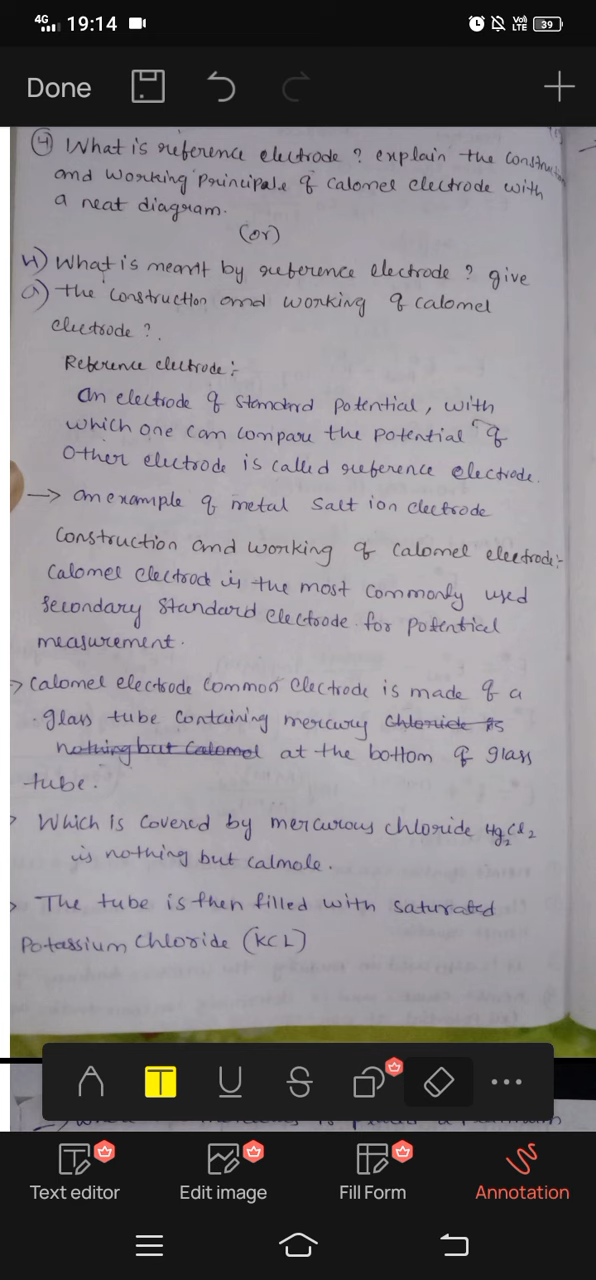 4G 19:14 Vo) LTE 39
Done
④ What is reference electrode ? explain the construction
and working principale of calomel electrode with
a neat diagram.
(or)
4) What is meant by reference electrode ? give
a) the construction and working of calomel
electrode ?.
Reference electrode:-
an electrode of standard potential, with
which one can compare the potential of
other electrode is called reference electrode.
→ an example of metal salt ion electrode
construction and working of calomel electrode:-
calomel electrode is the most commonly used
secondary standard electrode for potential
measurement.
> calomel electrode common electrode is made of a
glass tube containing mercury chloride is
nothing but calomel at the bottom of glass
tube.
> which is covered by mercurous chloride Hg2Cl2
is nothing but calmole.
> The tube is then filled with saturated
potassium chloride (KCL)
Text editor Edit image Fill Form Annotation